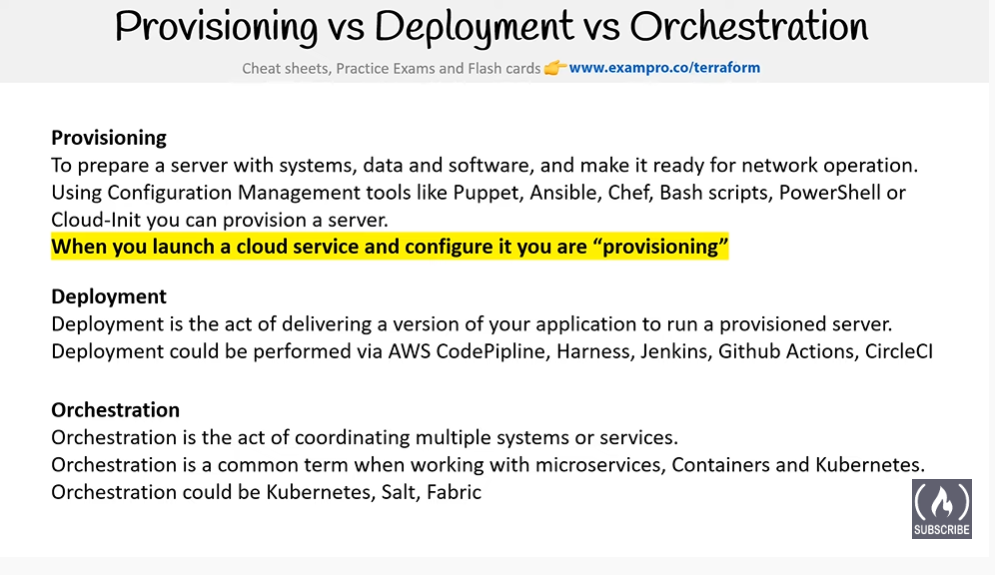 Provisioning vs Deployment vs Orchestration
Cheat sheets, Practice Exams and Flash cards 👉 www.exampro.co/terraform
Provisioning
To prepare a server with systems, data and software, and make it ready for network operation.
Using Configuration Management tools like Puppet, Ansible, Chef, Bash scripts, PowerShell or
Cloud-Init you can provision a server.
When you launch a cloud service and configure it you are “provisioning”
Deployment
Deployment is the act of delivering a version of your application to run a provisioned server.
Deployment could be performed via AWS CodePipline, Harness, Jenkins, Github Actions, CircleCI
Orchestration
Orchestration is the act of coordinating multiple systems or services.
Orchestration is a common term when working with microservices, Containers and Kubernetes.
Orchestration could be Kubernetes, Salt, Fabric
SUBSCRIBE